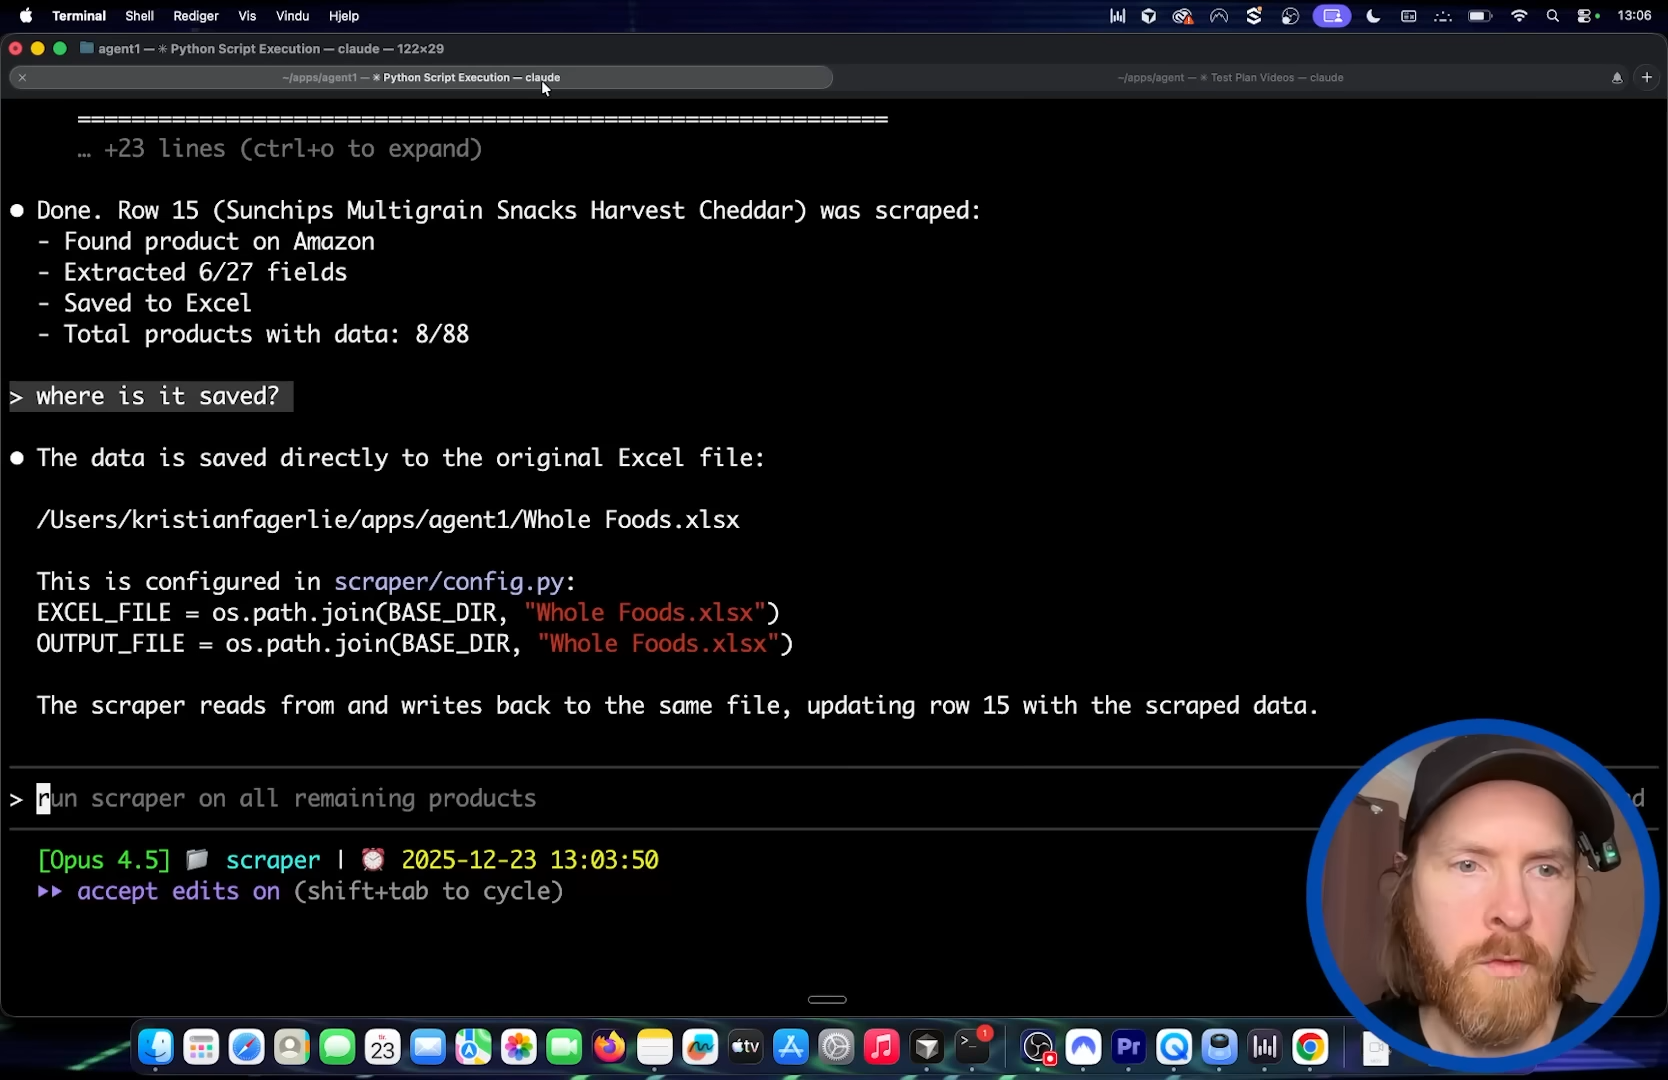 Terminal Shell Rediger Vis Vindu Hjelp 13:06
agent1 — ✳ Python Script Execution — claude — 122×29
~/apps/agent1 — ✳ Python Script Execution — claude ~/apps/agent — ✳ Test Plan Videos — claude
============================================================
… +23 lines (ctrl+o to expand)
● Done. Row 15 (Sunchips Multigrain Snacks Harvest Cheddar) was scraped:
- Found product on Amazon
- Extracted 6/27 fields
- Saved to Excel
- Total products with data: 8/88
> where is it saved?
● The data is saved directly to the original Excel file:
/Users/kristianfagerlie/apps/agent1/Whole Foods.xlsx
This is configured in scraper/config.py:
EXCEL_FILE = os.path.join(BASE_DIR, "Whole Foods.xlsx")
OUTPUT_FILE = os.path.join(BASE_DIR, "Whole Foods.xlsx")
The scraper reads from and writes back to the same file, updating row 15 with the scraped data.
> run scraper on all remaining products
[Opus 4.5] scraper | 2025-12-23 13:03:50
▸▸ accept edits on (shift+tab to cycle)
23 tv >_ 1 Pr